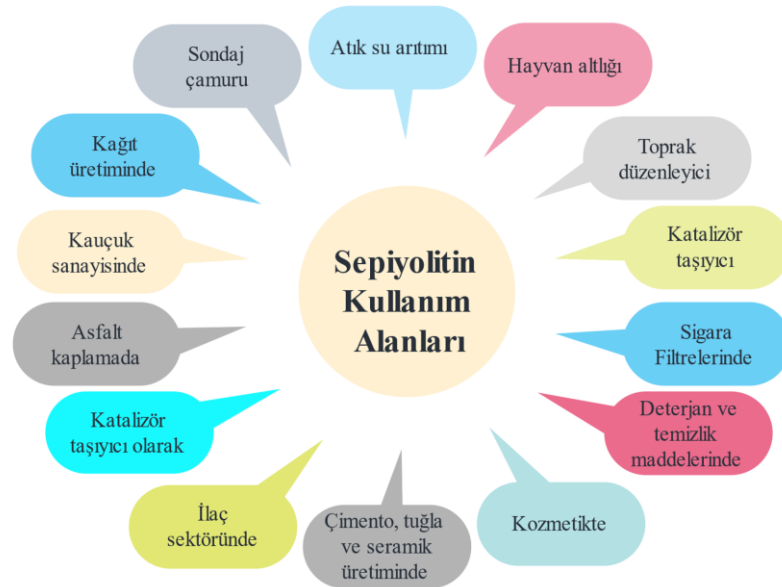 Atık su arıtımı
Sondaj
çamuru
Hayvan altlığı
Kağıt
üretiminde
Toprak
düzenleyici
Kauçuk
sanayisinde
Katalizör
taşıyıcı
Sepiyolitin
Kullanım
Alanları
Asfalt
kaplamada
Sigara
Filtrelerinde
Katalizör
taşıyıcı olarak
Deterjan ve
temizlik
maddelerinde
İlaç
sektöründe
Çimento, tuğla
ve seramik
üretiminde
Kozmetikte